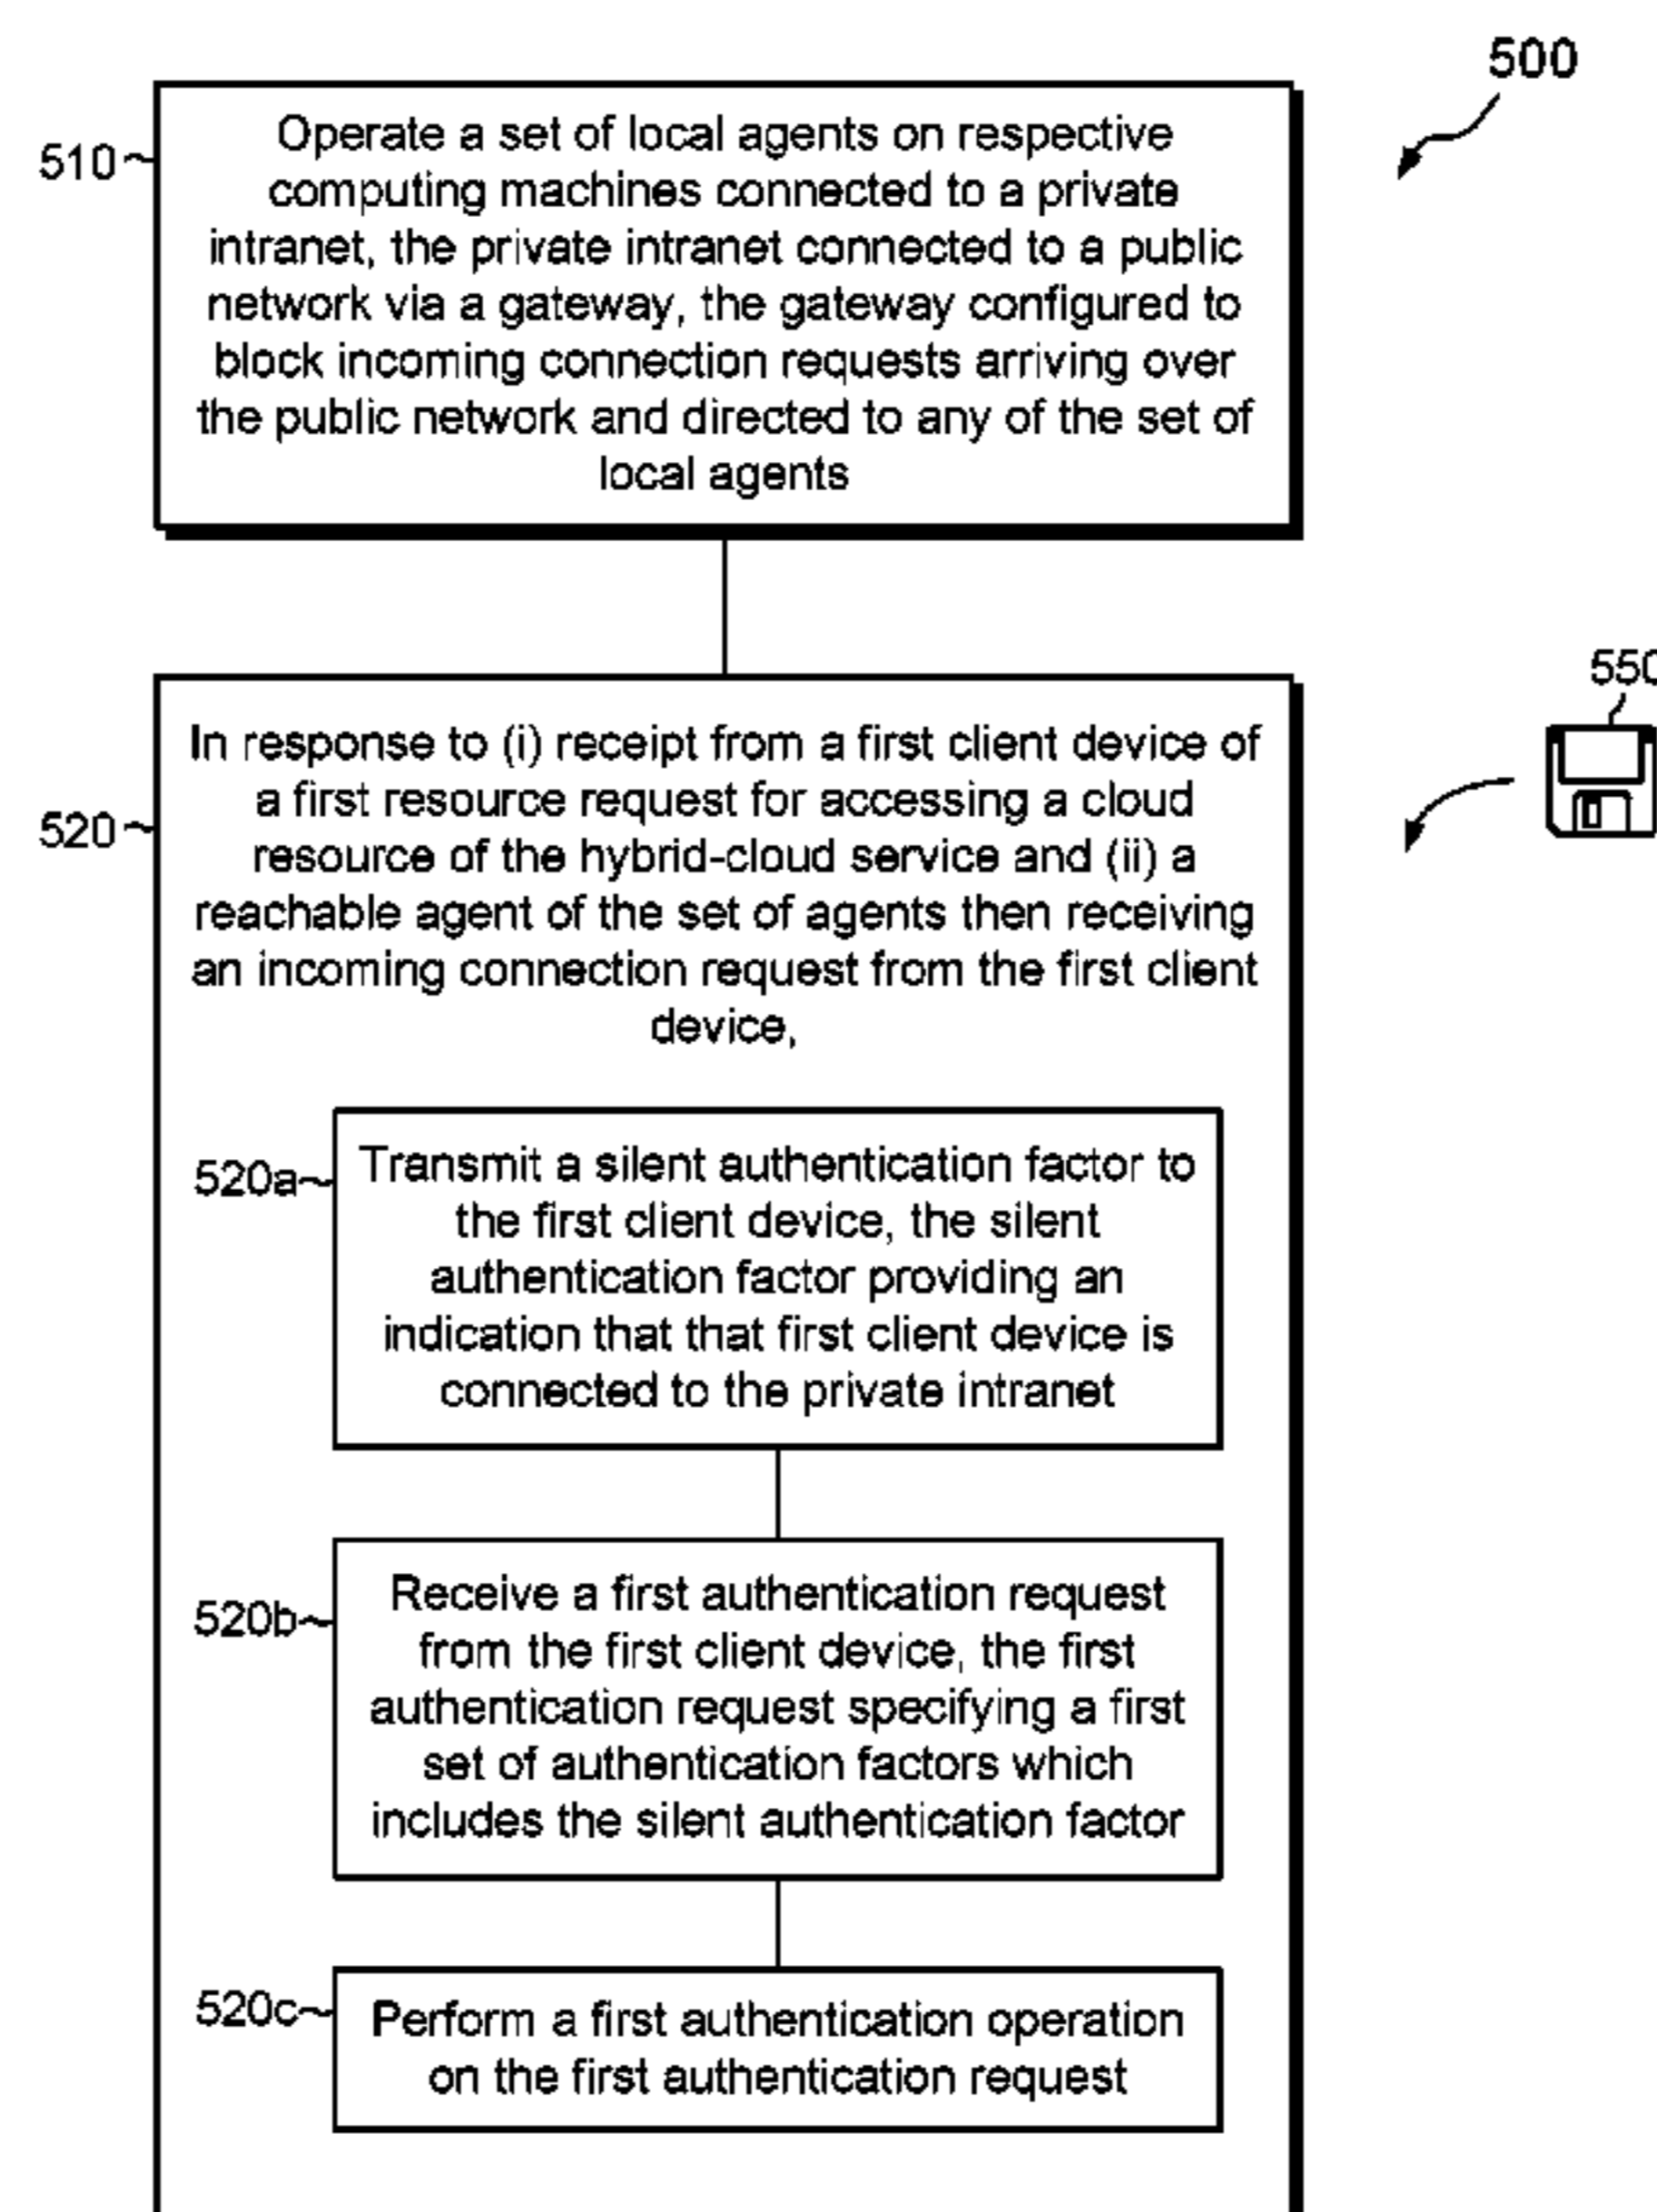 500
510
Operate a set of local agents on respective
computing machines connected to a private
intranet, the private intranet connected to a public
network via a gateway, the gateway configured to
block incoming connection requests arriving over
the public network and directed to any of the set of
local agents
550
520
In response to (i) receipt from a first client device of
a first resource request for accessing a cloud
resource of the hybrid-cloud service and (ii) a
reachable agent of the set of agents then receiving
an incoming connection request from the first client
device,
520a
Transmit a silent authentication factor to
the first client device, the silent
authentication factor providing an
indication that that first client device is
connected to the private intranet
520b
Receive a first authentication request
from the first client device, the first
authentication request specifying a first
set of authentication factors which
includes the silent authentication factor
520c
Perform a first authentication operation
on the first authentication request